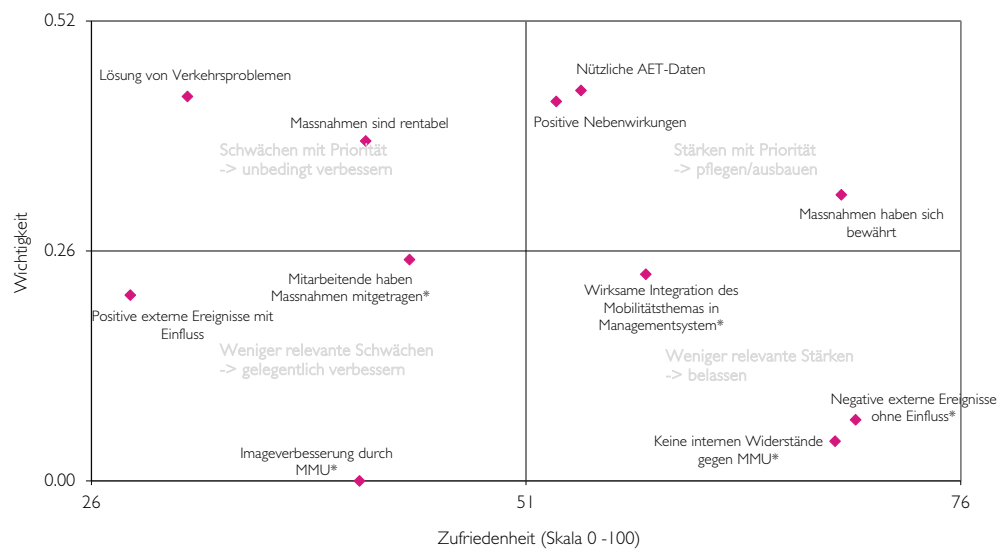 0.52
Lösung von Verkehrsproblemen
Nützliche AET-Daten
Massnahmen sind rentabel
Positive Nebenwirkungen
Schwächen mit Priorität
-> unbedingt verbessern
Stärken mit Priorität
-> pflegen/ausbauen
Massnahmen haben sich
bewährt
Wichtigkeit
0.26
Mitarbeitende haben
Massnahmen mitgetragen*
Wirksame Integration des
Mobilitätsthemas in
Managementsystem*
Positive externe Ereignisse mit
Einfluss
Weniger relevante Schwächen
-> gelegentlich verbessern
Weniger relevante Stärken
-> belassen
Negative externe Ereignisse
ohne Einfluss*
Keine internen Widerstände
gegen MMU*
Imageverbesserung durch
MMU*
0.00
26
51
76
Zufriedenheit (Skala 0 -100)